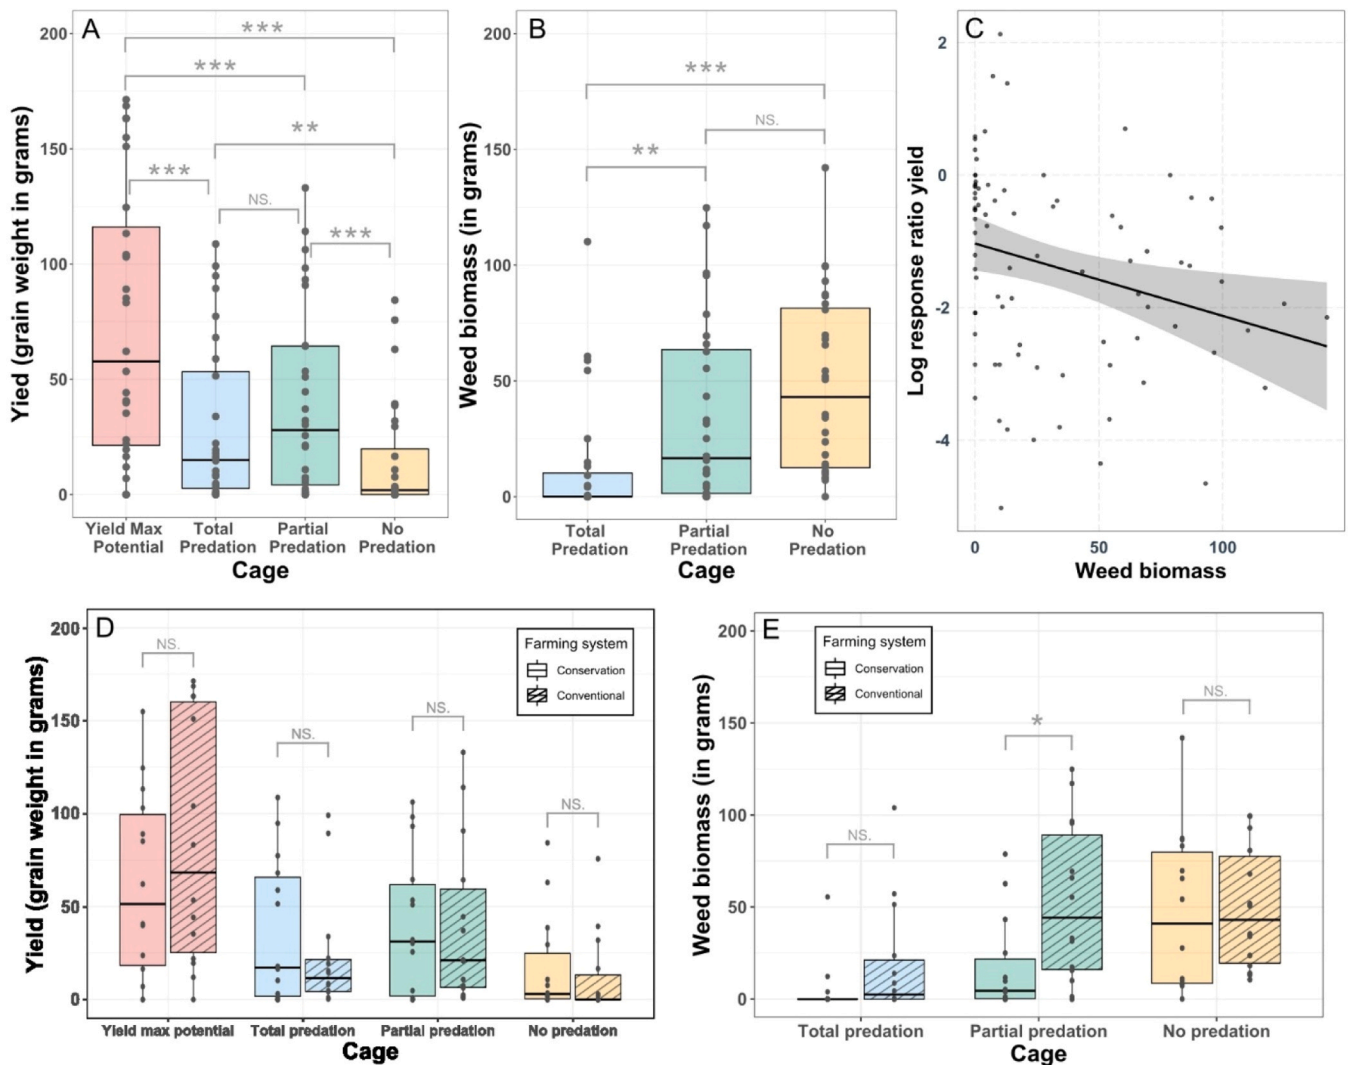 A
Yied (grain weight in grams)
200
150
100
50
0
***
***
**
***
NS.
***
Yield Max Potential
Total Predation
Partial Predation
No Predation
Cage
B
Weed biomass (in grams)
200
150
100
50
0
***
NS.
**
Total Predation
Partial Predation
No Predation
Cage
C
Log response ratio yield
2
0
-2
-4
0
50
100
Weed biomass
D
Yield (grain weight in grams)
200
150
100
50
0
NS.
NS.
NS.
NS.
Farming system
Conservation
Conventional
Yield max potential
Total predation
Partial predation
No predation
Cage
E
Weed biomass (in grams)
200
150
100
50
0
Farming system
Conservation
Conventional
NS.
*
NS.
Total predation
Partial predation
No predation
Cage